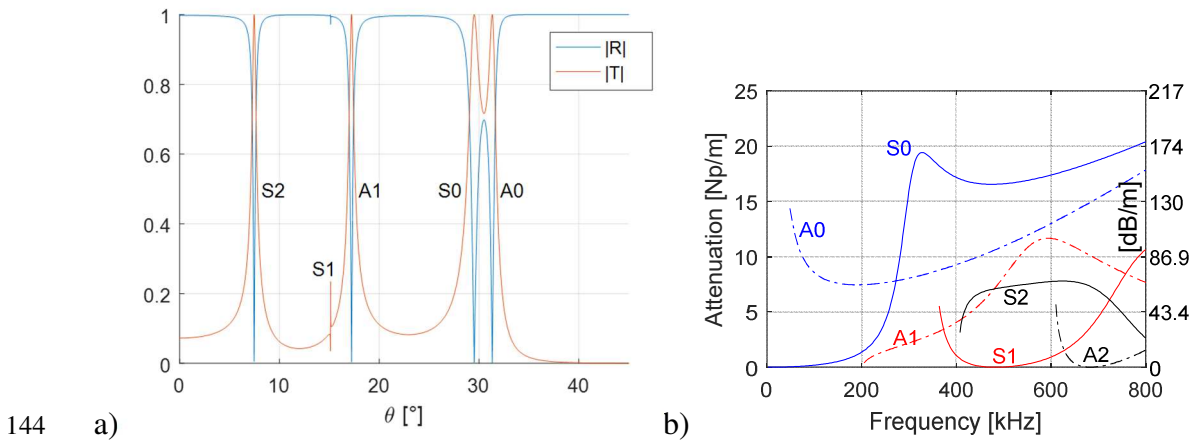 1
0.8
0.6
0.4
0.2
0
0 10 20 30 40
θ [°]
|R|
|T|
S2
S1
A1
S0
A0
144 a)
25
20
15
10
5
0
Attenuation [Np/m]
0 200 400 600 800
Frequency [kHz]
217
174
130
86.9
43.4
0
[dB/m]
S0
A0
A1
S2
S1
A2
b)